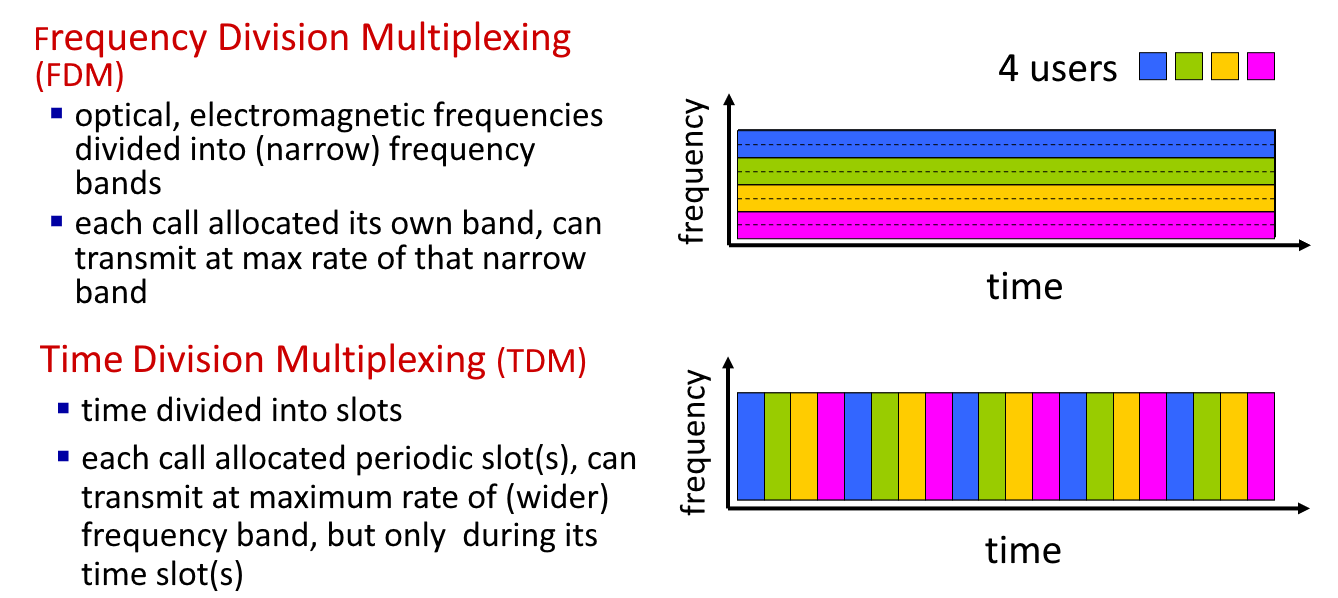 Frequency Division Multiplexing
(FDM)
optical, electromagnetic frequencies
divided into (narrow) frequency
bands
each call allocated its own band, can
transmit at max rate of that narrow
band
4 users
frequency
time
Time Division Multiplexing (TDM)
time divided into slots
each call allocated periodic slot(s), can
transmit at maximum rate of (wider)
frequency band, but only  during its
time slot(s)
frequency
time